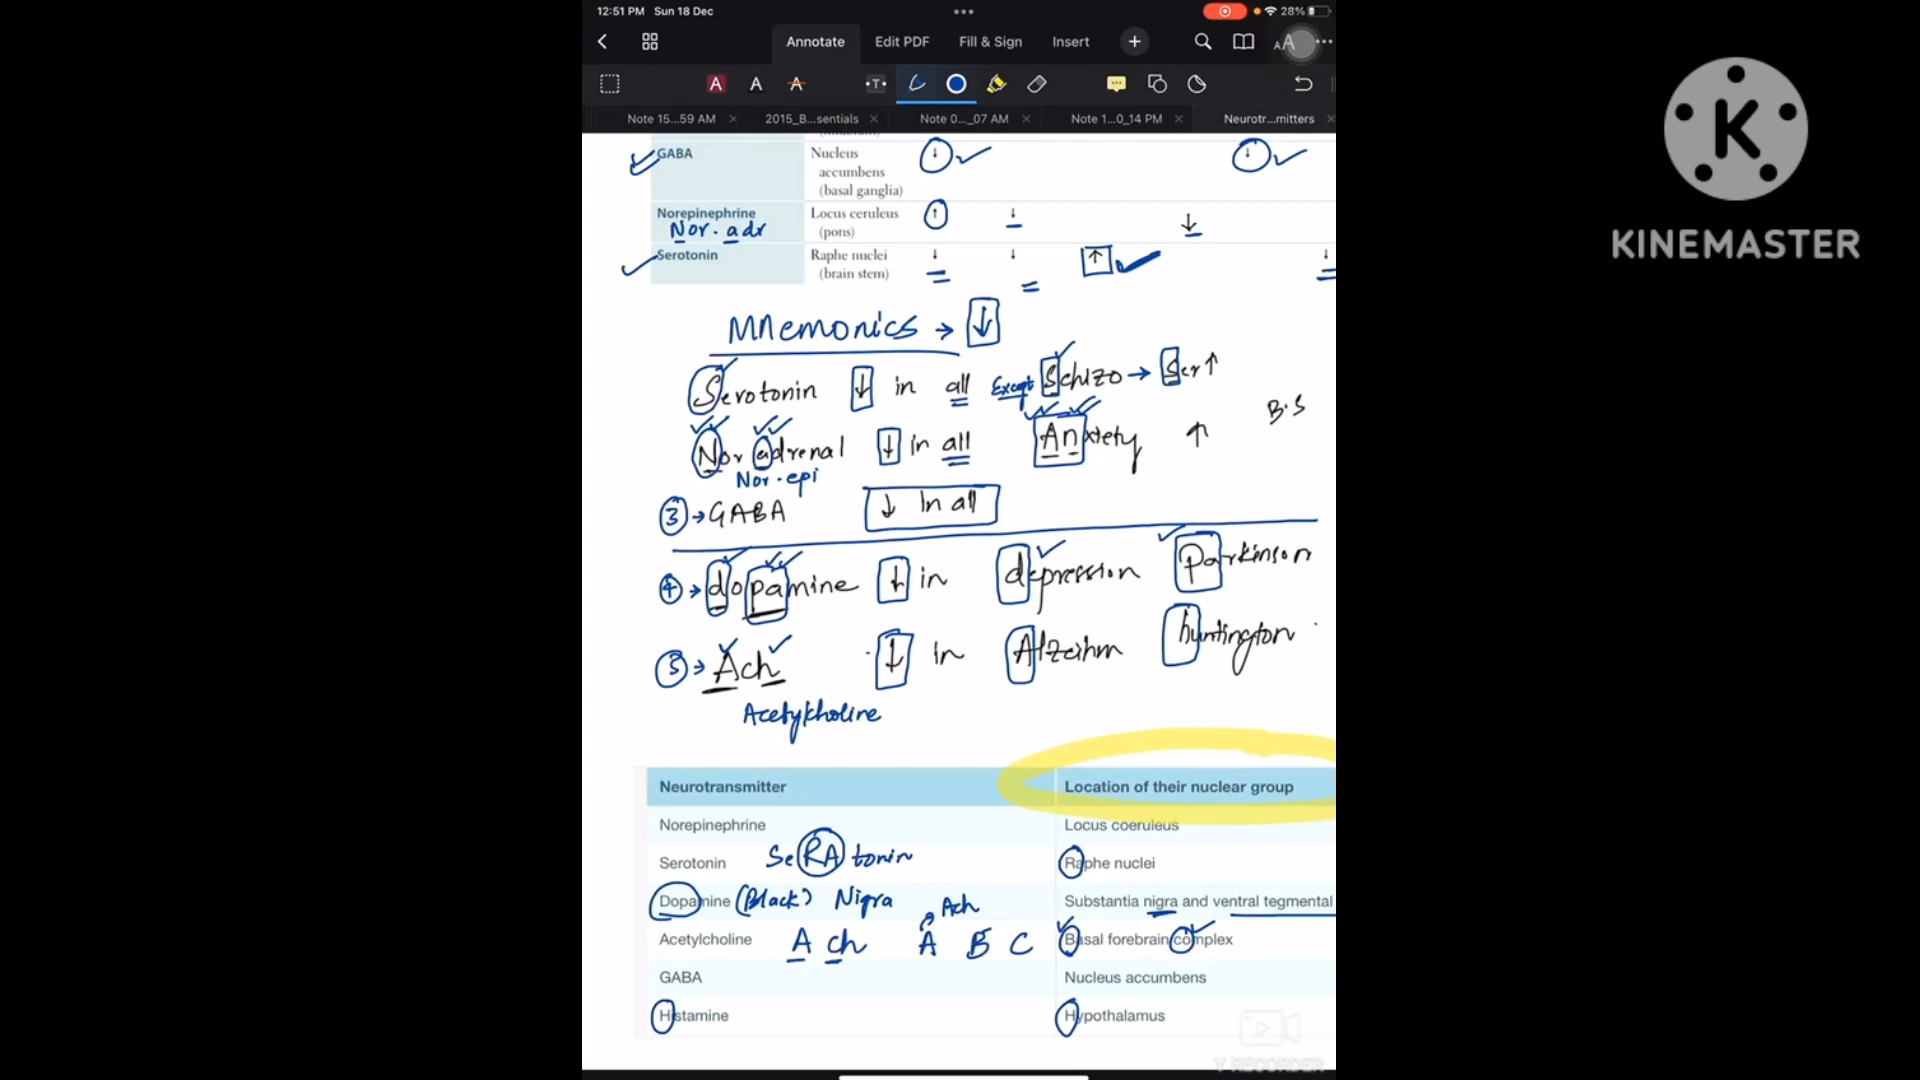 12:51 PM Sun 18 Dec
28%
Annotate Edit PDF Fill & Sign Insert
A A A T AA
Note 15...59 AM 2015_B...sentials Note 0..._07 AM Note 1...0_14 PM Neurotr...mitters
GABA Nucleus ↓ ↓
accumbens
(basal ganglia)
Norepinephrine Locus ceruleus ↑ ↓ ↓
Nor. adr (pons)
Serotonin Raphe nuclei ↓ ↓ ↑ ↓
(brain stem)
Mnemonics → ↓
Serotonin ↓ in all Except Schizo → Ser ↑
B.S
Nor adrenal ↓ in all Anxiety ↑
Nor-epi
3 → GABA ↓ In all
4 → dopamine ↓ in depression Parkinson
5 → Ach ↓ in Alzeihm huntington
Acetylcholine
Neurotransmitter Location of their nuclear group
Norepinephrine Locus coeruleus
Serotonin SeRAtonin Raphe nuclei
Dopamine (Black) Nigra Substantia nigra and ventral tegmental
Ach
Acetylcholine A ch A B C Basal forebrain complex
GABA Nucleus accumbens
Histamine Hypothalamus
V RECORDER
K
KINEMASTER